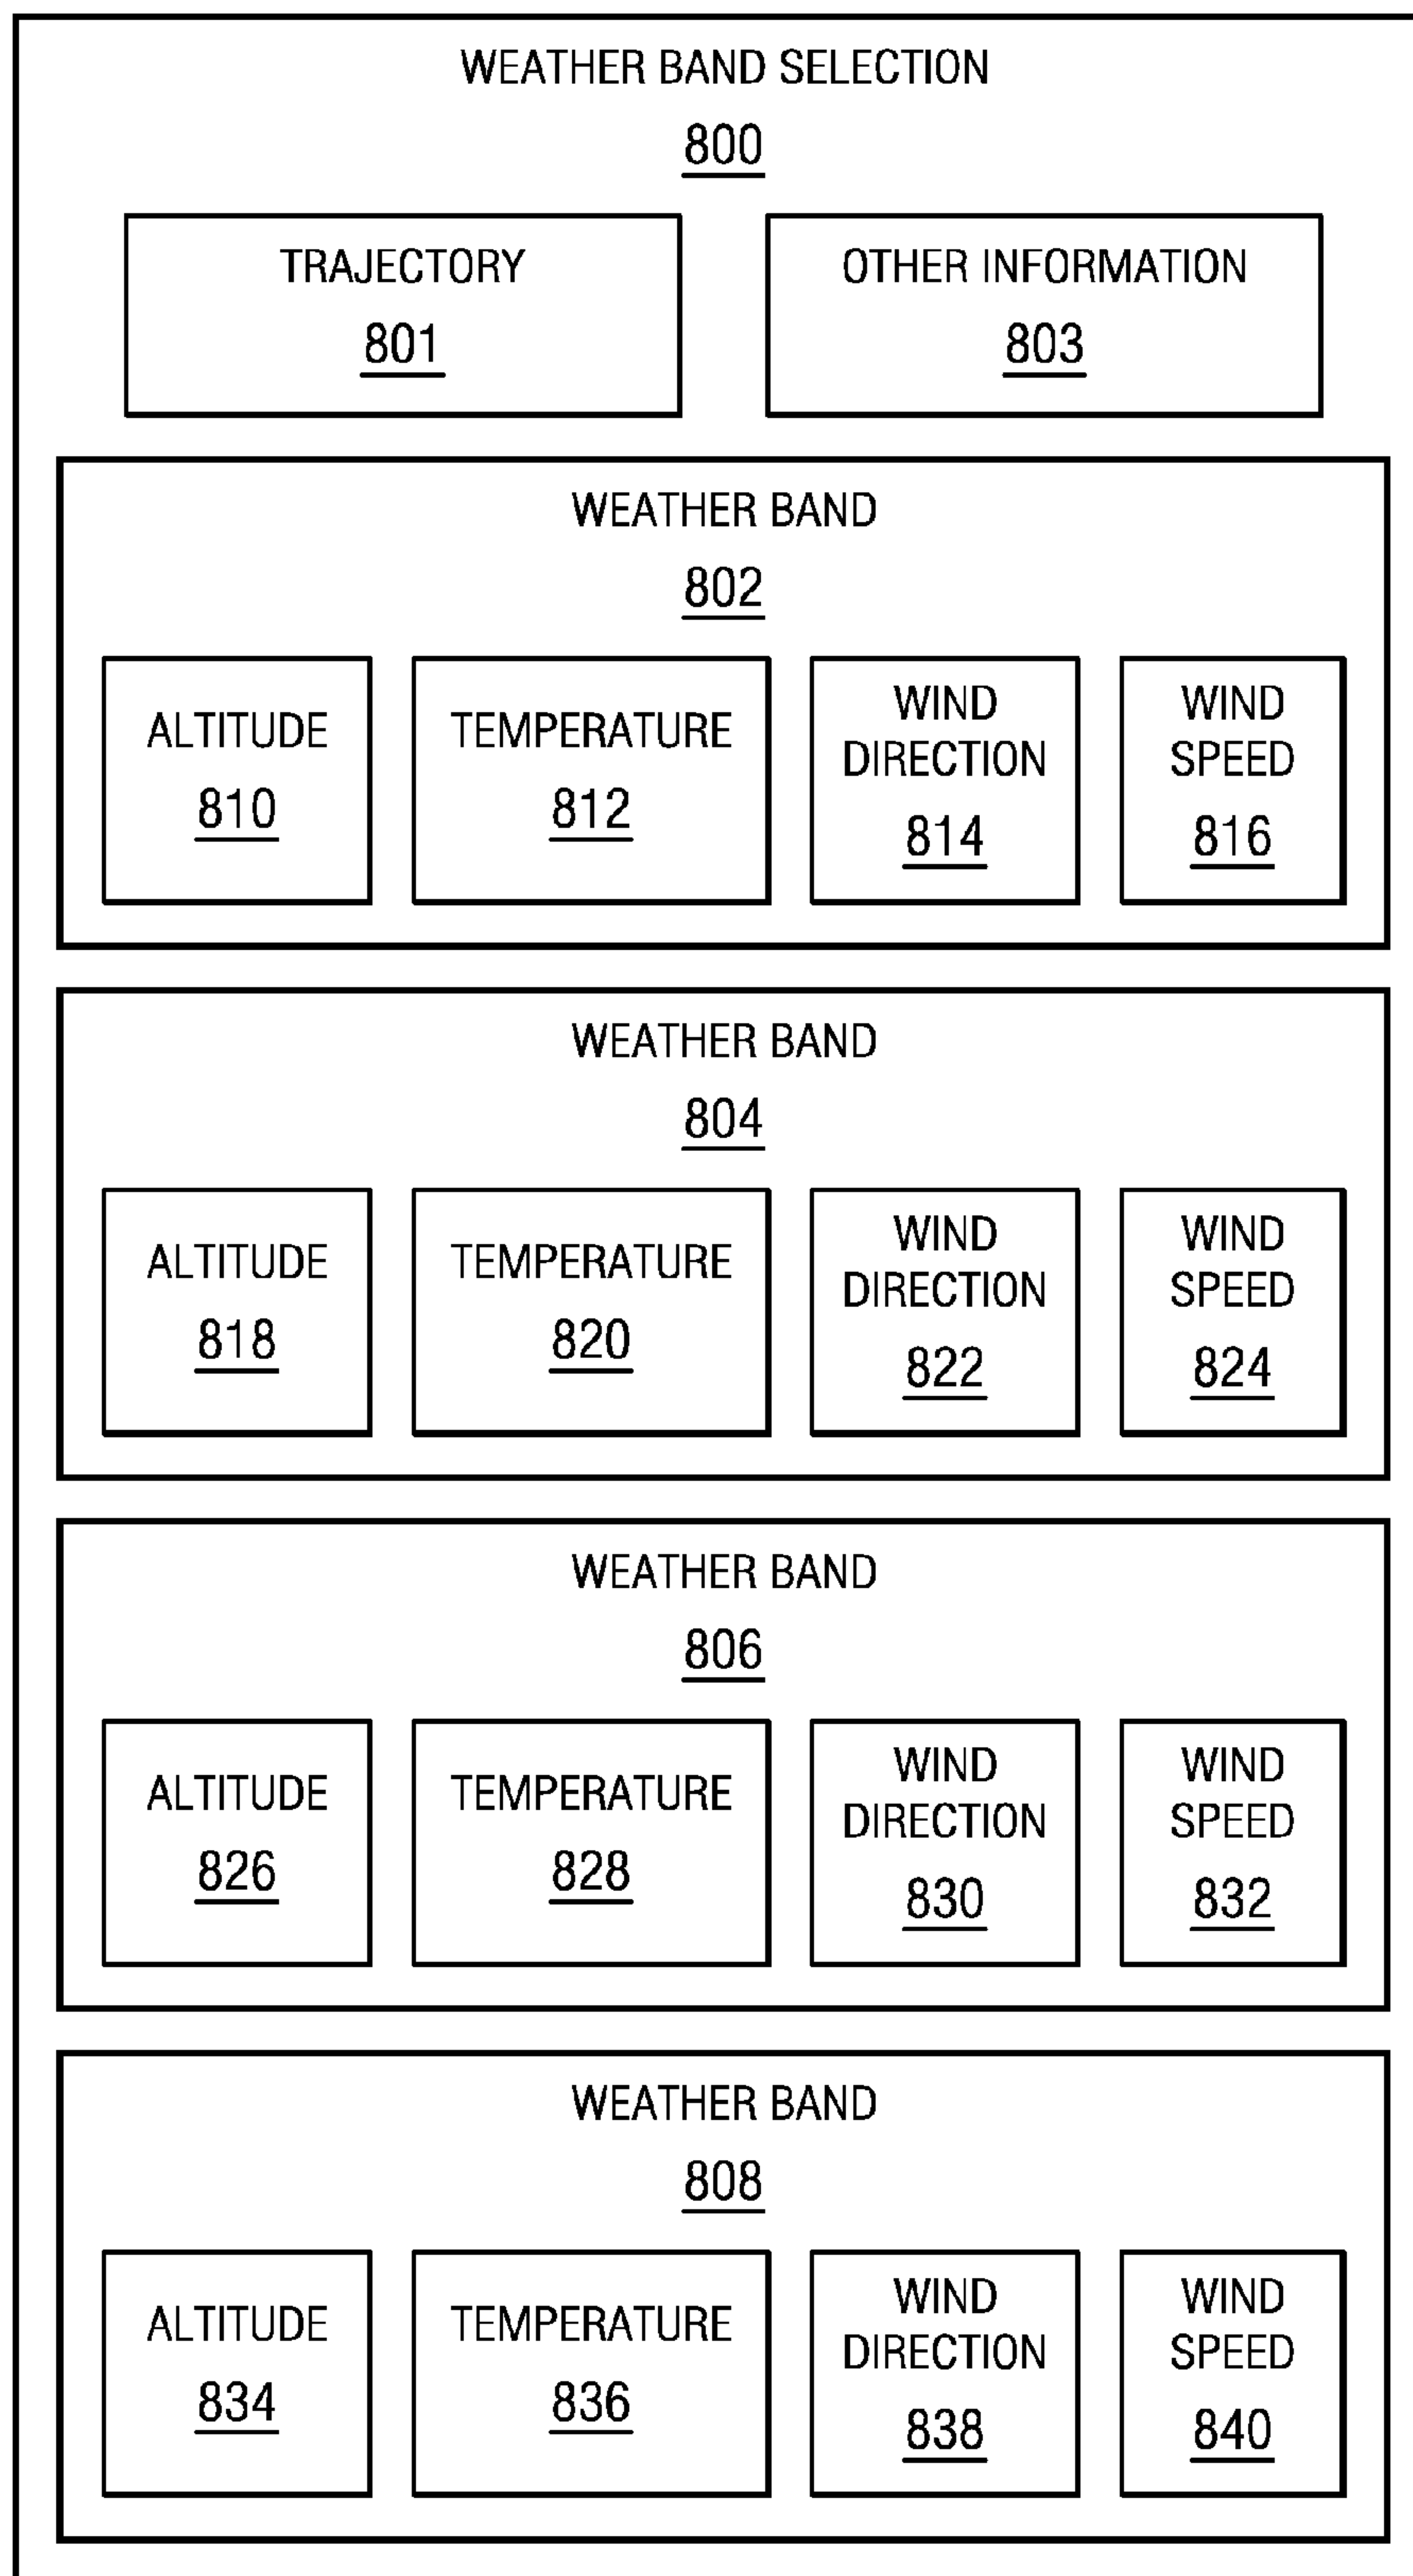 WEATHER BAND SELECTION
800
TRAJECTORY
801
OTHER INFORMATION
803
WEATHER BAND
802
ALTITUDE
810
TEMPERATURE
812
WIND
DIRECTION
814
WIND
SPEED
816
WEATHER BAND
804
ALTITUDE
818
TEMPERATURE
820
WIND
DIRECTION
822
WIND
SPEED
824
WEATHER BAND
806
ALTITUDE
826
TEMPERATURE
828
WIND
DIRECTION
830
WIND
SPEED
832
WEATHER BAND
808
ALTITUDE
834
TEMPERATURE
836
WIND
DIRECTION
838
WIND
SPEED
840